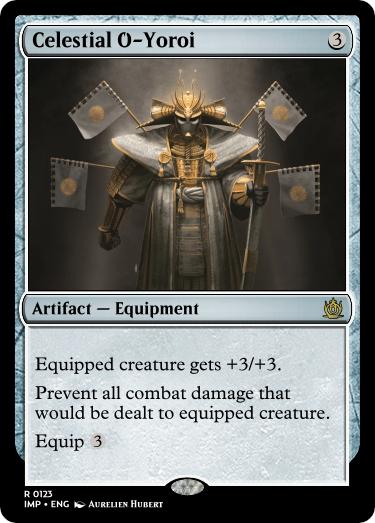 Celestial O-Yoroi 3
Artifact — Equipment
Equipped creature gets +3/+3.
Prevent all combat damage that
would be dealt to equipped creature.
Equip 3
R 0123
IMP • ENG Aurelien Hubert